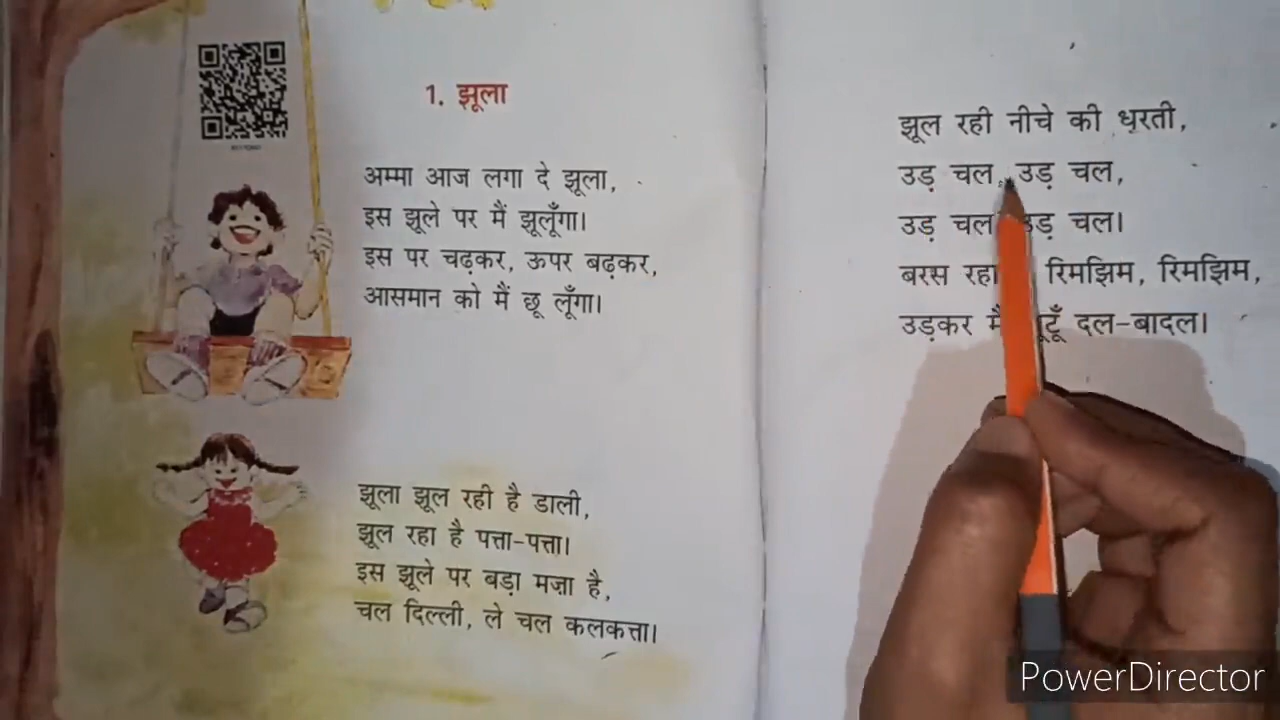 1. झूला
अम्मा आज लगा दे झूला,
इस झूले पर मैं झूलूँगा।
इस पर चढ़कर, ऊपर बढ़कर,
आसमान को मैं छू लूँगा।
झूला झूल रही है डाली,
झूल रहा है पत्ता-पत्ता।
इस झूले पर बड़ा मज़ा है,
चल दिल्ली, ले चल कलकत्ता।
झूल रही नीचे की धरती,
उड़ चल, उड़ चल,
उड़ चल उड़ चल।
बरस रहा रिमझिम, रिमझिम,
उड़कर मैं दल-बादल।
PowerDirector